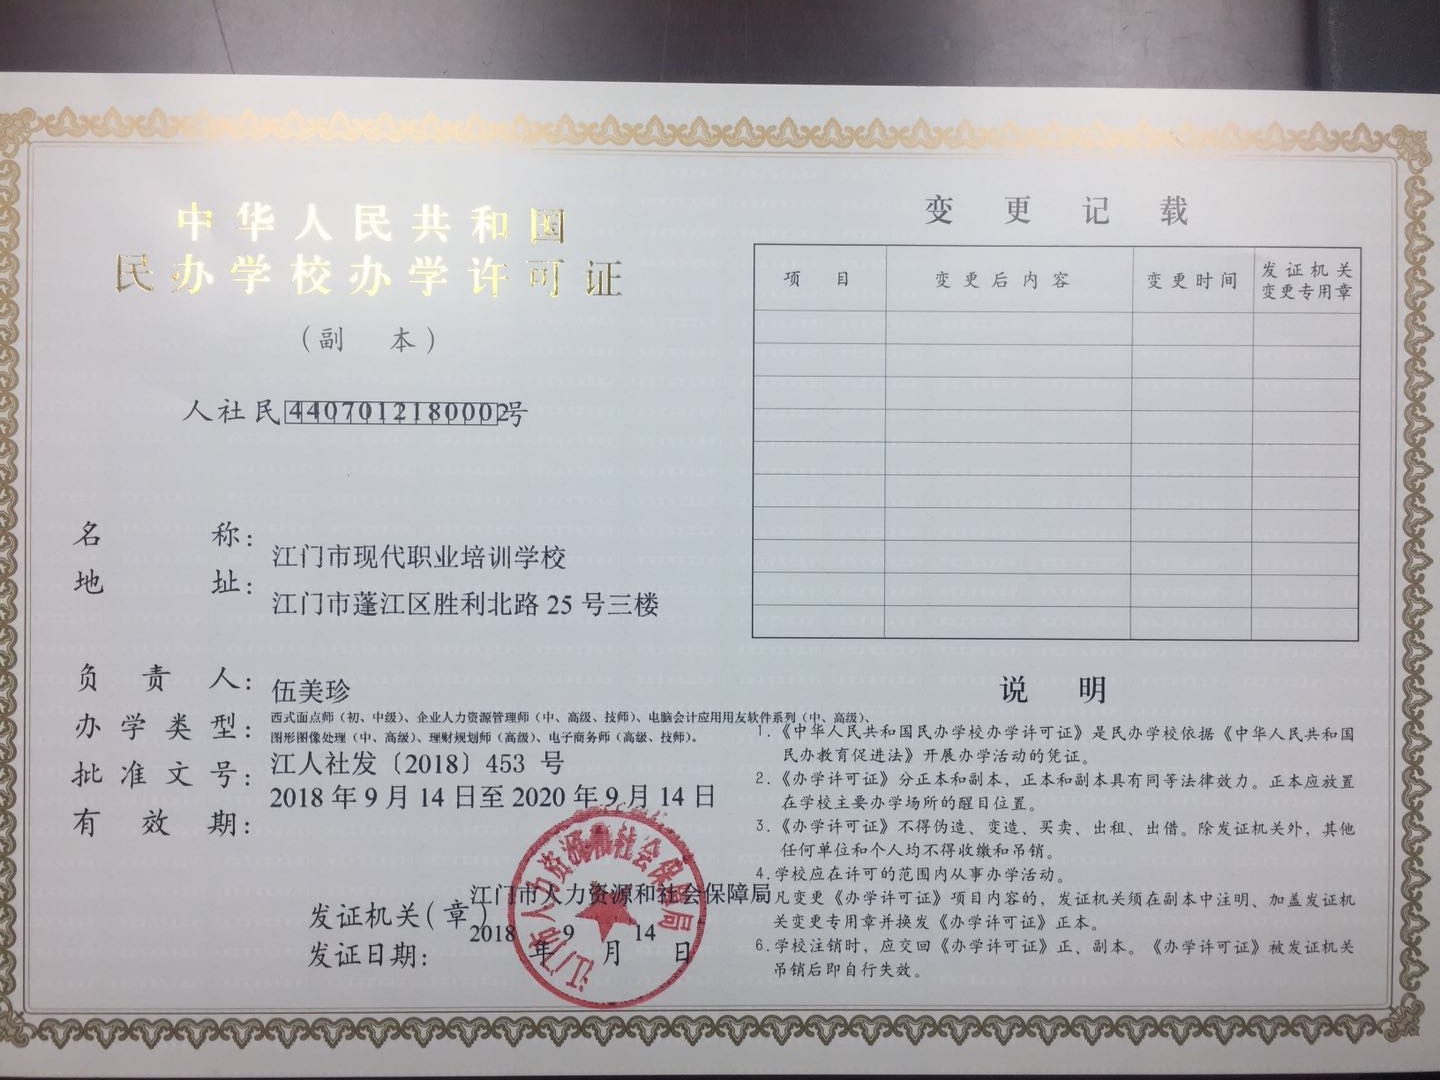 中华人民共和国
民办学校办学许可证
（副 本）
人社民4407012180002号
名 称：江门市现代职业培训学校
地 址：江门市蓬江区胜利北路25号三楼
负 责 人：伍美珍
办 学 类 型：西式面点师（初、中级）、企业人力资源管理师（中、高级、技师）、电脑会计应用用友软件系列（中、高级）、
图形图像处理（中、高级）、理财规划师（高级）、电子商务师（高级、技师）。
批 准 文 号：江人社发〔2018〕453 号
有 效 期：2018年9月14日至2020年9月14日
江门市人力资源和社会保障局
发证机关（章）
发证日期：2018年9月14日
江门市人力资源和社会保障局
变 更 记 载
项 目 变更后内容 变更时间 发证机关
变更专用章
说 明
1.《中华人民共和国民办学校办学许可证》是民办学校依据《中华人民共和国
民办教育促进法》开展办学活动的凭证。
2.《办学许可证》分正本和副本，正本和副本具有同等法律效力。正本应放置
在学校主要办学场所的醒目位置。
3.《办学许可证》不得伪造、变造、买卖、出租、出借。除发证机关外，其他
任何单位和个人均不得收缴和吊销。
4.学校应在许可的范围内从事办学活动。
凡变更《办学许可证》项目内容的，发证机关须在副本中注明、加盖发证机
关变更专用章并换发《办学许可证》正本。
6.学校注销时，应交回《办学许可证》正、副本。《办学许可证》被发证机关
吊销后即自行失效。